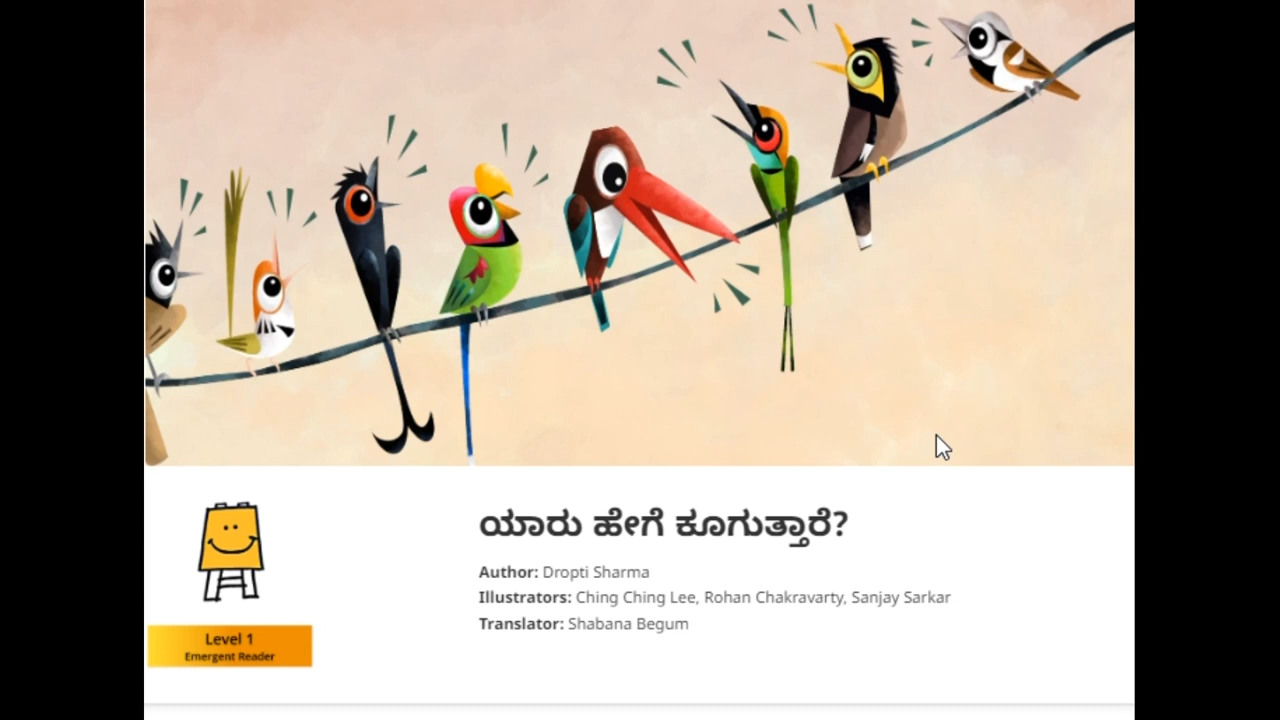 ಯಾರು ಹೇಗೆ ಕೂಗುತ್ತಾರೆ?
Author: Dropti Sharma
Illustrators: Ching Ching Lee, Rohan Chakravarty, Sanjay Sarkar
Translator: Shabana Begum
Level 1
Emergent Reader